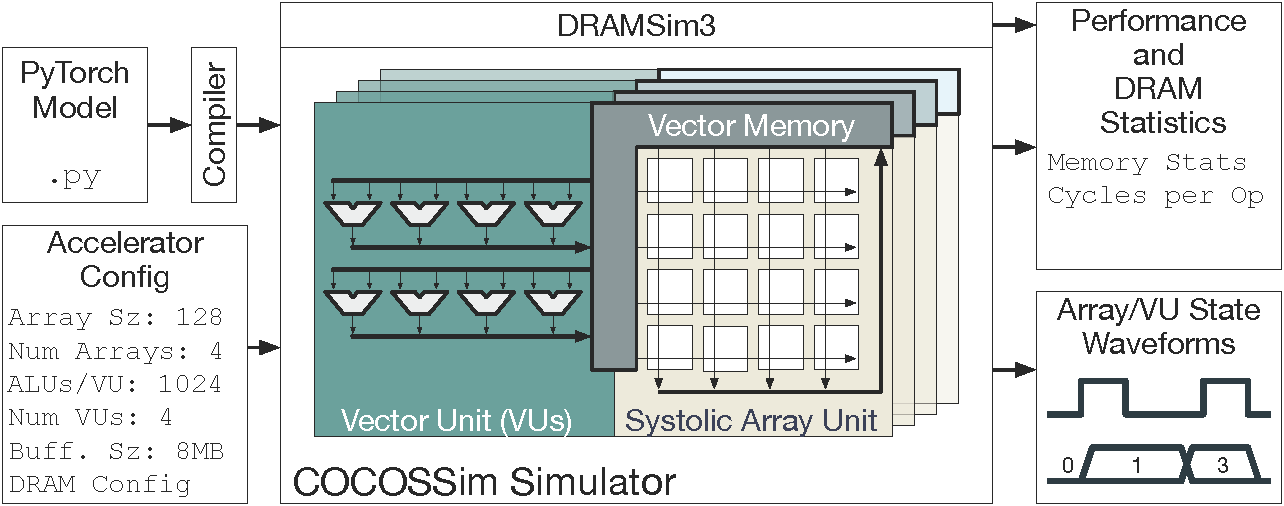 PyTorch
Model
.py
Compiler
Accelerator
Config
Array Sz: 128
Num Arrays: 4
ALUs/VU: 1024
Num VUs: 4
Buff. Sz: 8MB
DRAM Config
DRAMSim3
Vector Memory
Vector Unit (VUs)
Systolic Array Unit
COCOSSim Simulator
Performance
and
DRAM
Statistics
Memory Stats
Cycles per Op
Array/VU State
Waveforms
0 1 3